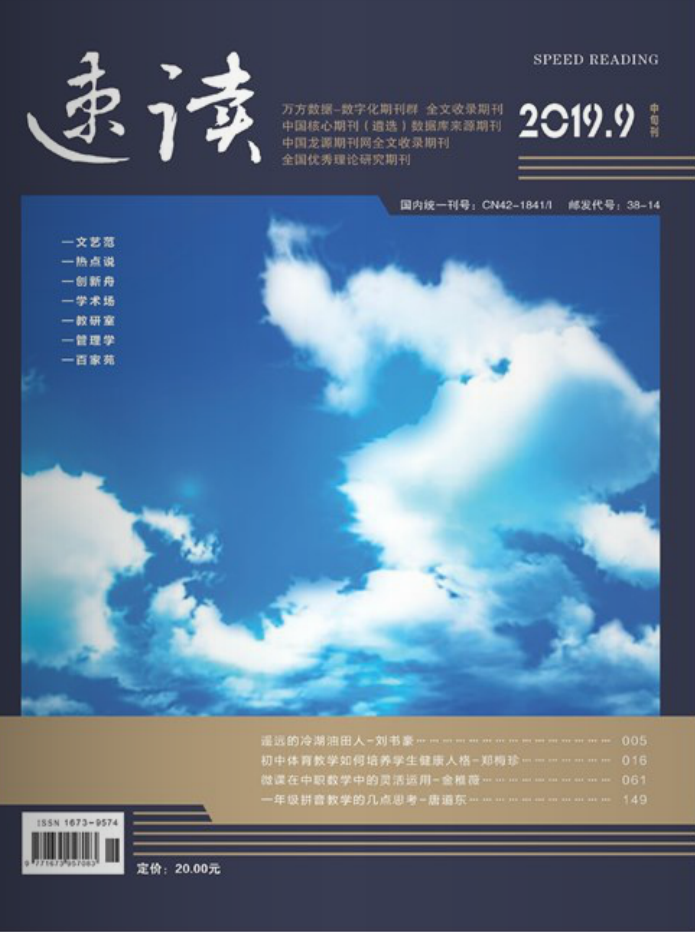 速读
SPEED READING
万方数据-数字化期刊群 全文收录期刊
中国核心期刊（遴选）数据库来源期刊
中国龙源期刊网全文收录期刊
全国优秀理论研究期刊
2019.9
中旬刊
国内统一刊号：CN42-1841/I 邮发代号：38-14
一文艺范
一热点说
一创新舟
一学术场
一教研室
一管理学
一百家苑
遥远的冷湖油田人-刘书豪………………………………………… 005
初中体育教学如何培养学生健康人格-郑梅珍…………………… 016
微课在中职数学中的灵活运用-金稚薇…………………………… 061
一年级拼音教学的几点思考-唐道东……………………………… 149
ISSN 1673-9574
9 771673 957083
定价：20.00元